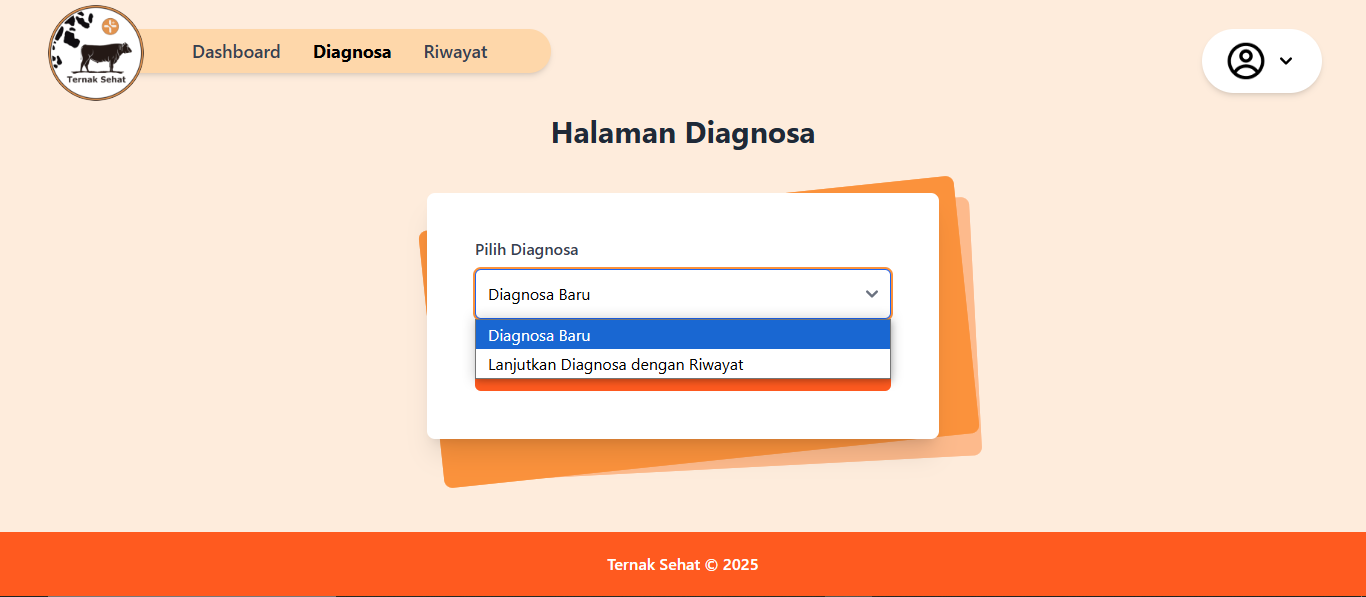 Ternak Sehat
Dashboard
Diagnosa
Riwayat
Halaman Diagnosa
Pilih Diagnosa
Diagnosa Baru
Diagnosa Baru
Lanjutkan Diagnosa dengan Riwayat
Ternak Sehat © 2025